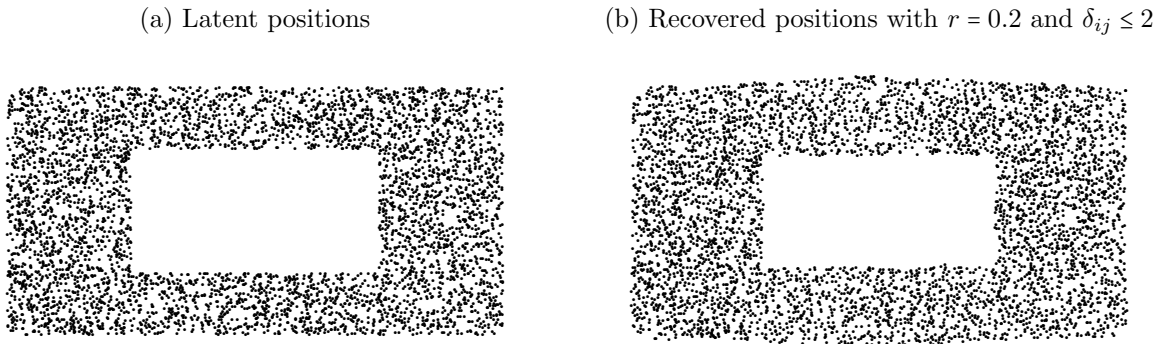 (a) Latent positions
(b) Recovered positions with r = 0.2 and δij ≤ 2